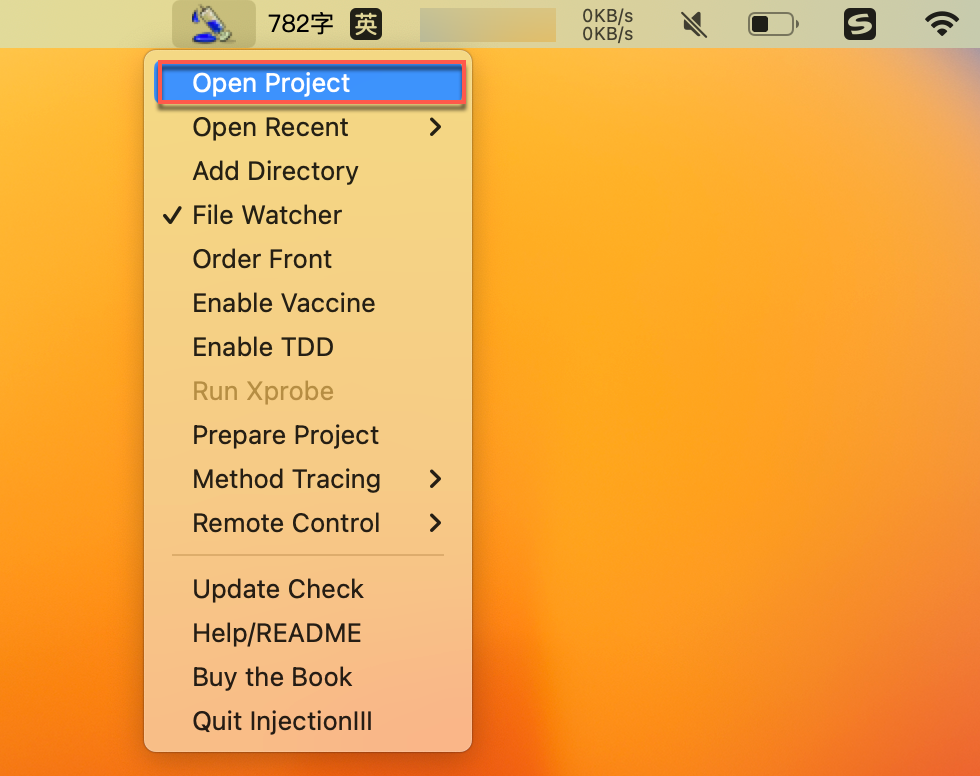 782字 英 0KB/s
0KB/s
S
Open Project
Open Recent
Add Directory
File Watcher
Order Front
Enable Vaccine
Enable TDD
Run Xprobe
Prepare Project
Method Tracing
Remote Control
Update Check
Help/README
Buy the Book
Quit InjectionIII